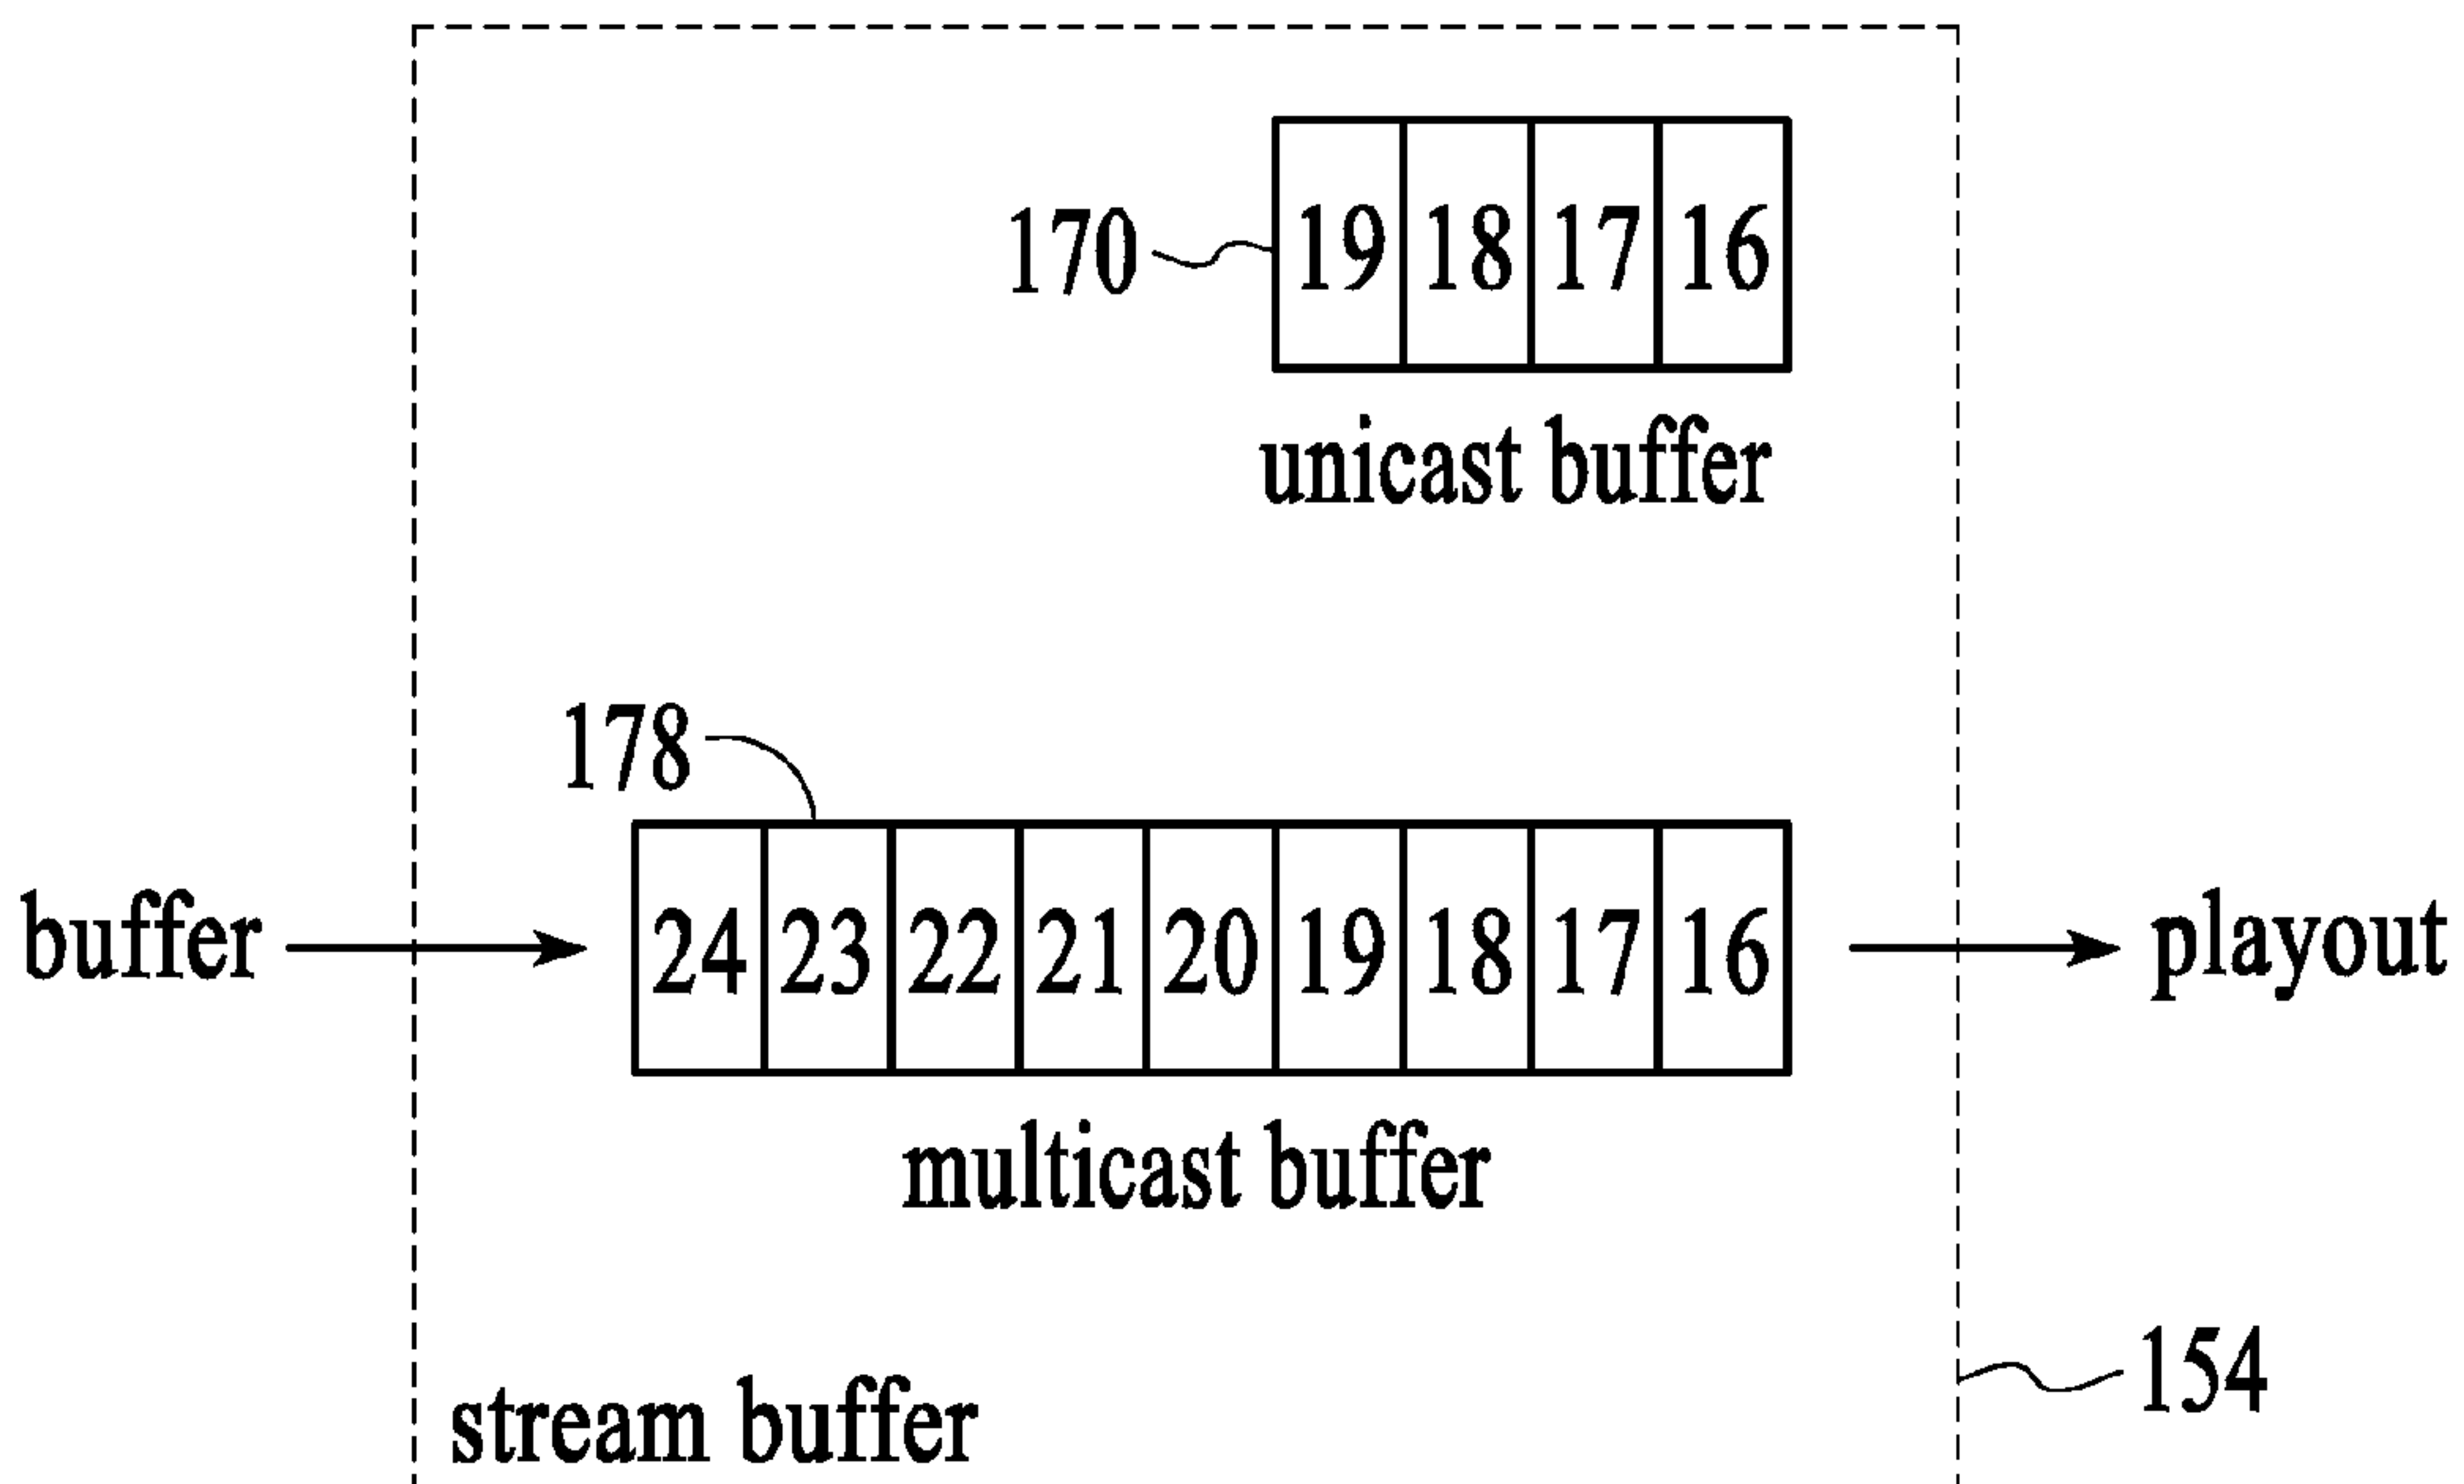 170 19 18 17 16
unicast buffer
178
buffer 24 23 22 21 20 19 18 17 16 playout
multicast buffer
154
stream buffer